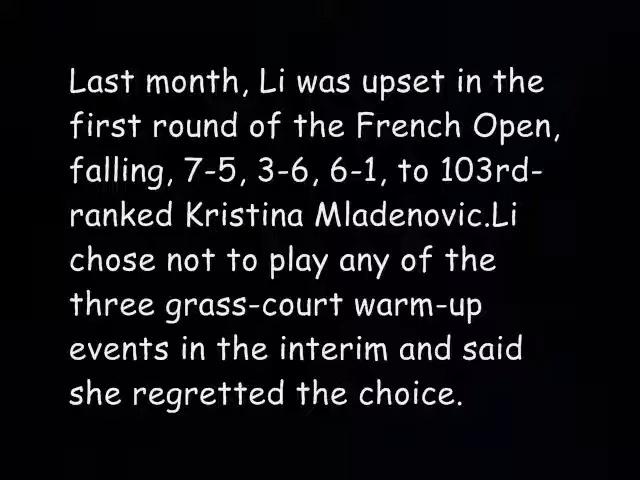 Last month, Li was upset in the
first round of the French Open,
falling, 7-5, 3-6, 6-1, to 103rd-
ranked Kristina Mladenovic.Li
chose not to play any of the
three grass-court warm-up
events in the interim and said
she regretted the choice.